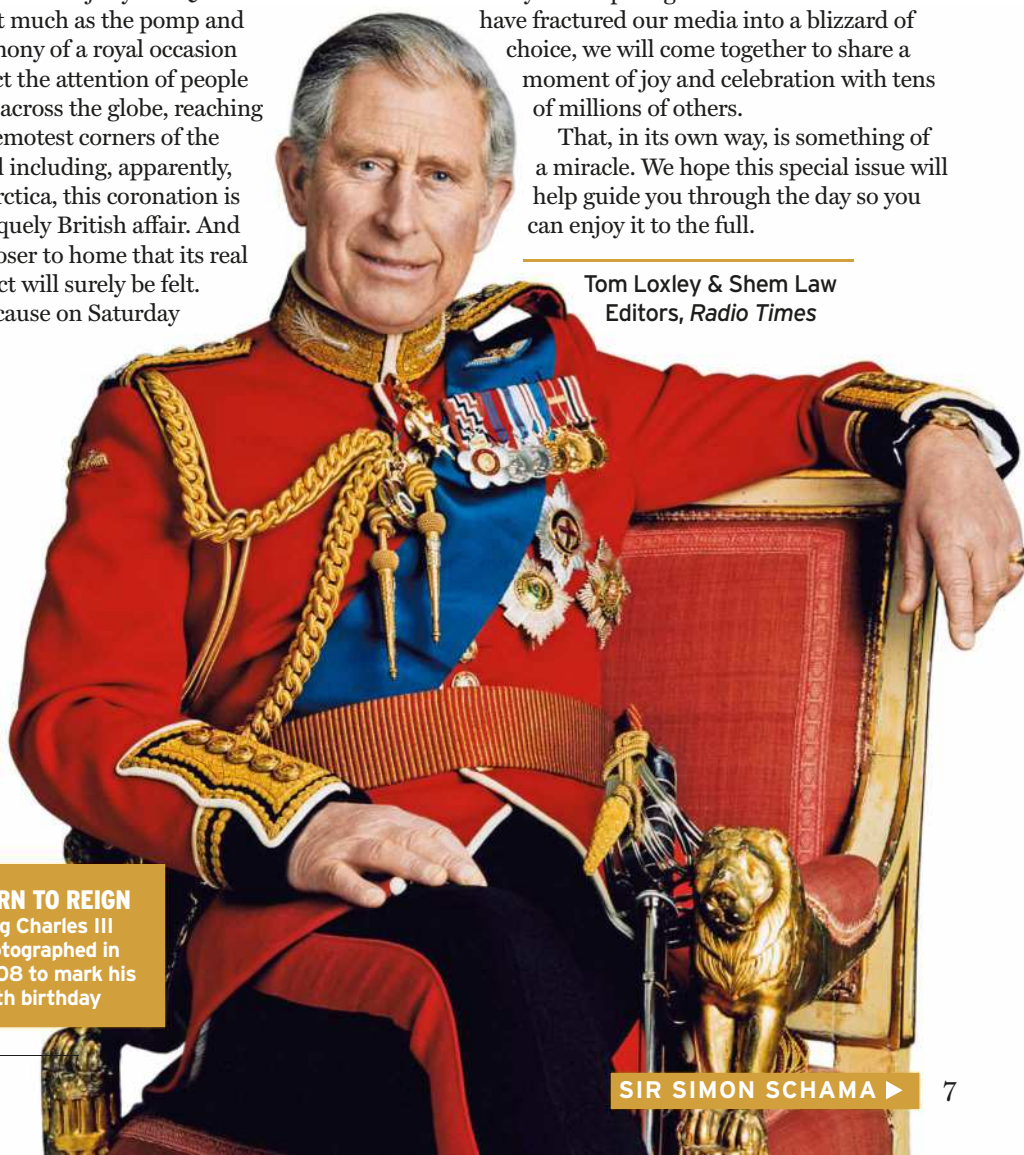 t much as the pomp and
hony of a royal occasion
ct the attention of people
across the globe, reaching
emotest corners of the
l including, apparently,
rctica, this coronation is
quely British affair. And
oser to home that its real
ct will surely be felt.
cause on Saturday
have fractured our media into a blizzard of
choice, we will come together to share a
moment of joy and celebration with tens
of millions of others.
That, in its own way, is something of
a miracle. We hope this special issue will
help guide you through the day so you
can enjoy it to the full.
Tom Loxley & Shem Law
Editors, Radio Times
RN TO REIGN
g Charles III
otographed in
08 to mark his
th birthday
SIR SIMON SCHAMA ▶
7